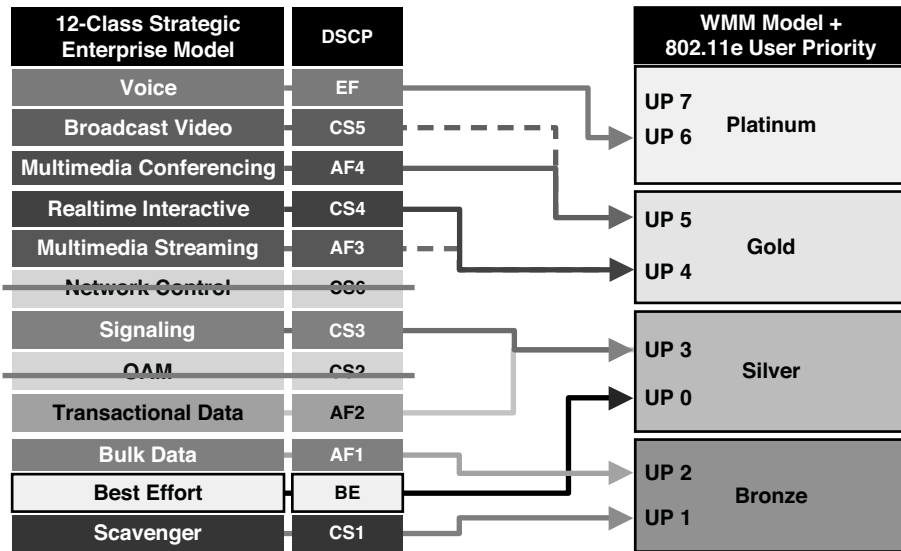 12-Class Strategic
Enterprise Model
DSCP
WMM Model +
802.11e User Priority
Voice
EF
Broadcast Video
CS5
Multimedia Conferencing
AF4
Realtime Interactive
CS4
Multimedia Streaming
AF3
Network Control
CS6
Signaling
CS3
OAM
CS2
Transactional Data
AF2
Bulk Data
AF1
Best Effort
BE
Scavenger
CS1
UP 7
UP 6
Platinum
UP 5
UP 4
Gold
UP 3
UP 0
Silver
UP 2
UP 1
Bronze